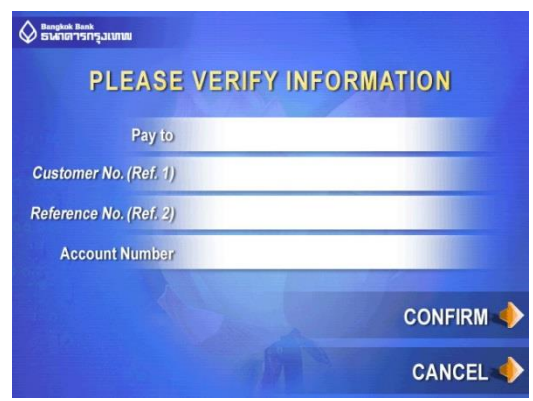 Bangkok Bank
ธนาคารกรุงเทพ
PLEASE VERIFY INFORMATION
Pay to
Customer No. (Ref. 1)
Reference No. (Ref. 2)
Account Number
CONFIRM
CANCEL